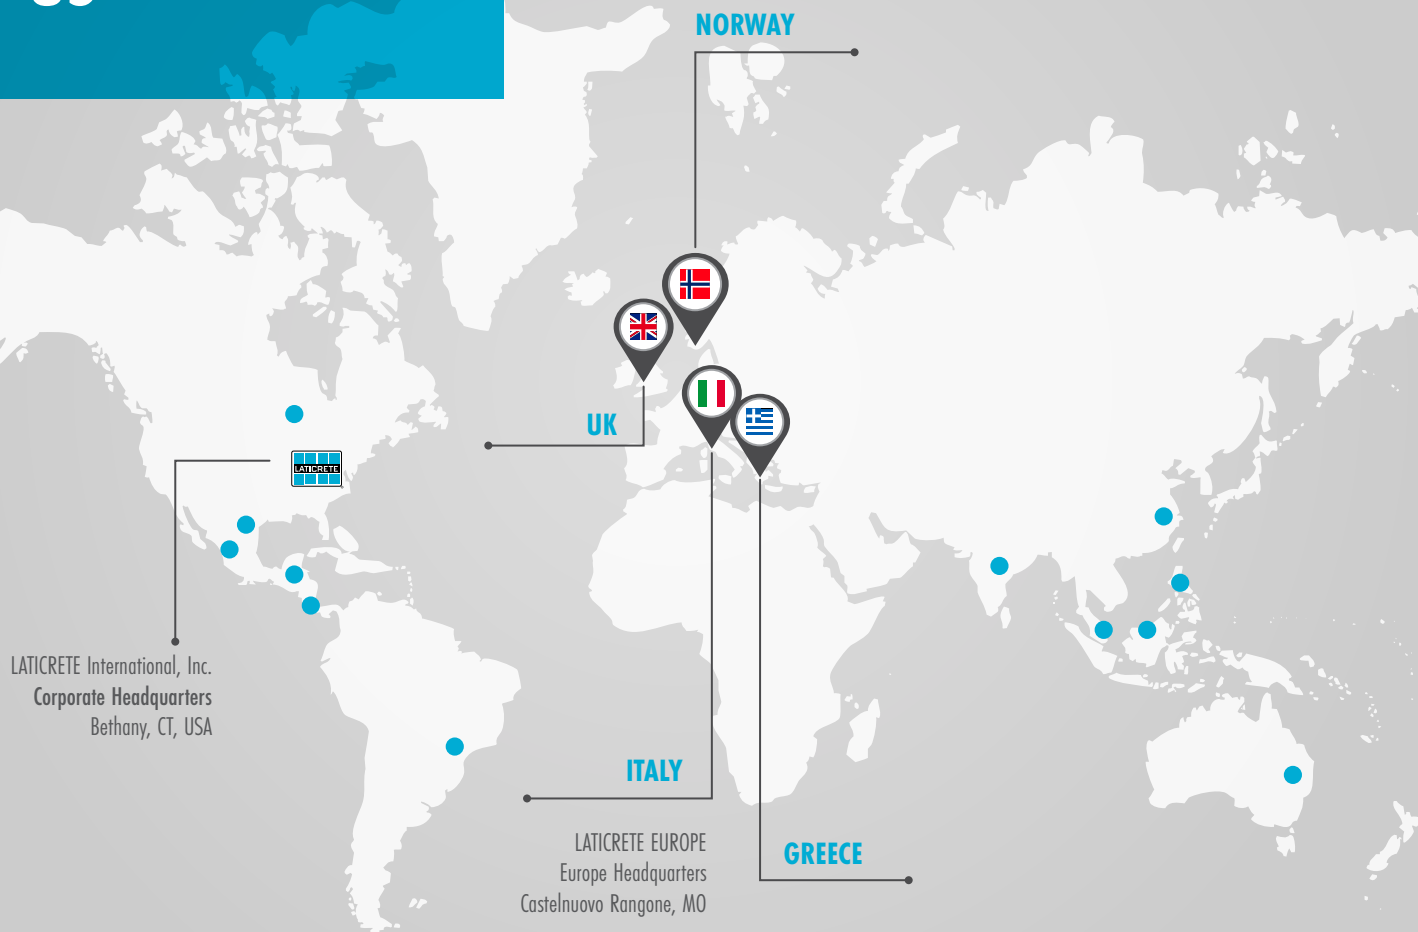 NORWAY
UK
LATICRETE
LATICRETE International, Inc.
Corporate Headquarters
Bethany, CT, USA
ITALY
LATICRETE EUROPE
Europe Headquarters
Castelnuovo Rangone, MO
GREECE